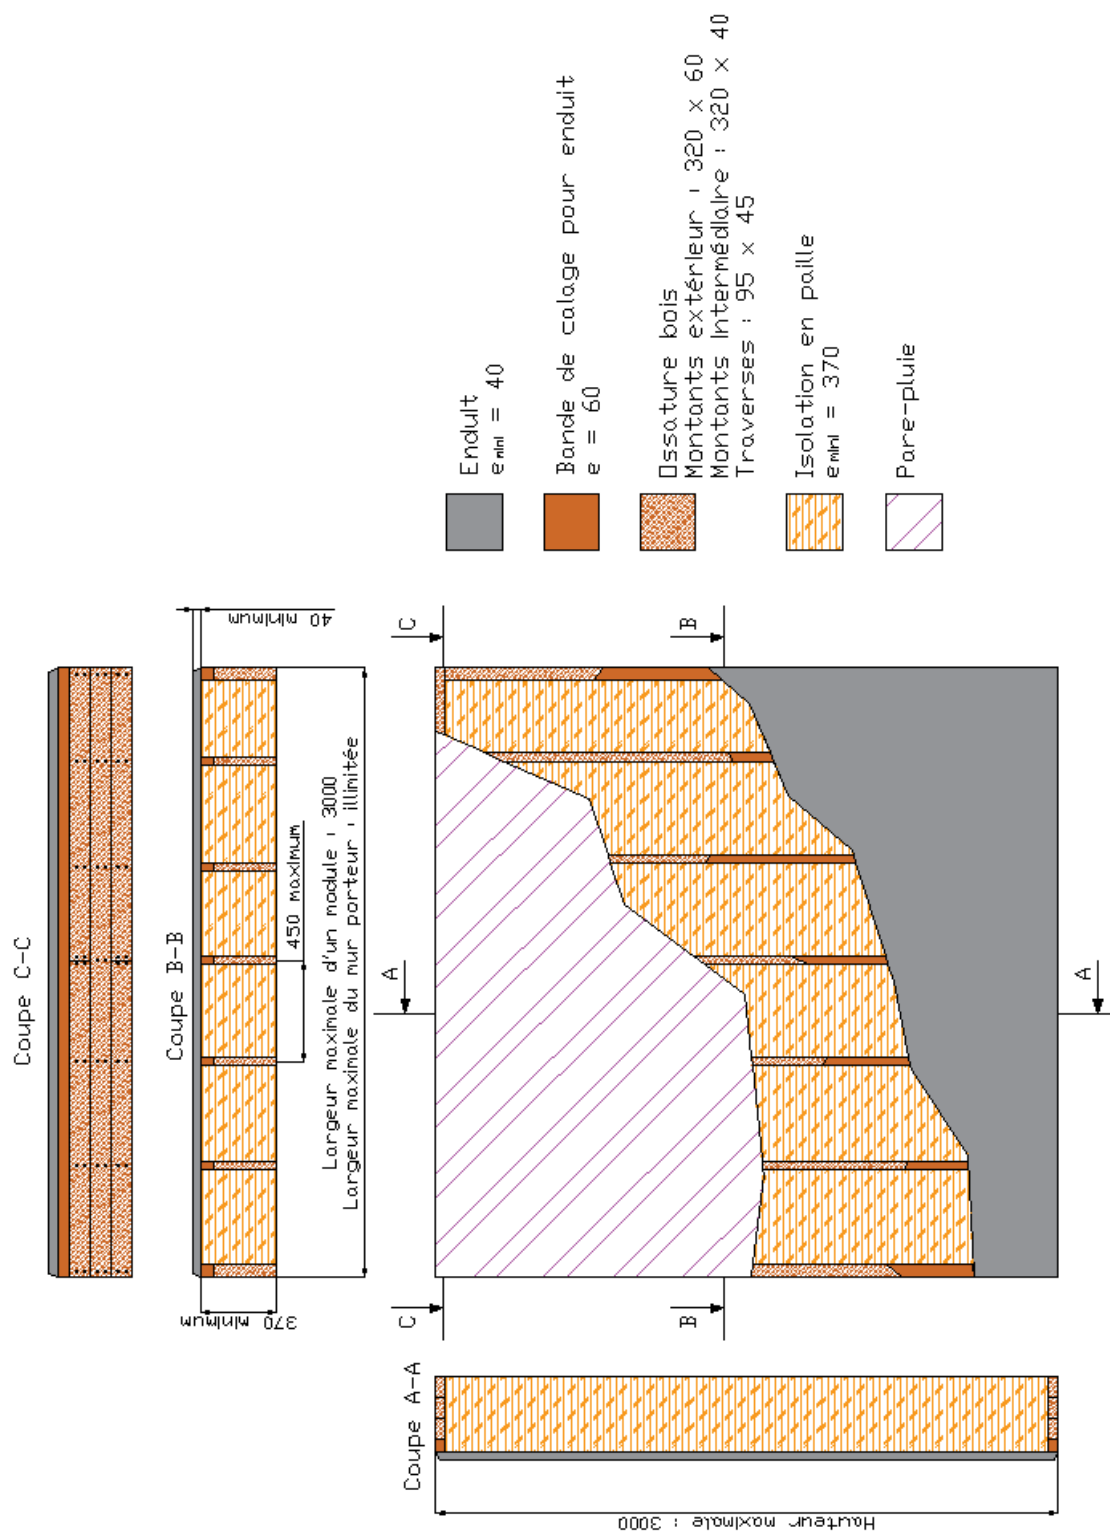 Coupe C-C
Coupe B-B
40 minimum
370 minimum
450 maximum
Largeur maximale d'un module : 3000
Largeur maximale du mur porteur : illimitée
C
C
B
B
A
A
Coupe A-A
Hauteur maximale : 3000
Enduit
e mini = 40
Bande de calage pour enduit
e = 60
Ossature bois
Montants extérieur : 320 x 60
Montants Intermédiaire : 320 x 40
Traverses : 95 x 45
Isolation en paille
e mini = 370
Pare-pluie